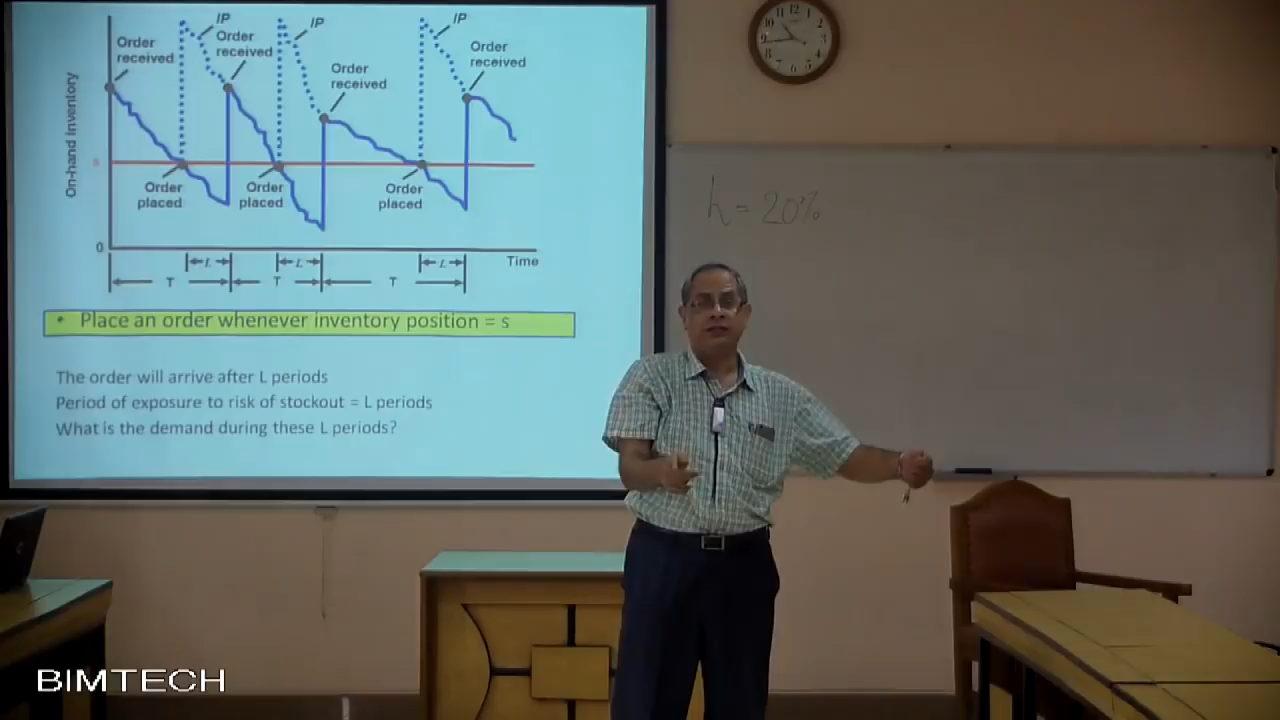 IP
IP
IP
Order received
Order received
Order received
Order received
On-hand inventory
s
Order placed
Order placed
Order placed
0
L
L
L
Time
T
T
T
• Place an order whenever inventory position = s
The order will arrive after L periods
Period of exposure to risk of stockout = L periods
What is the demand during these L periods?
h = 20%
BIMTECH